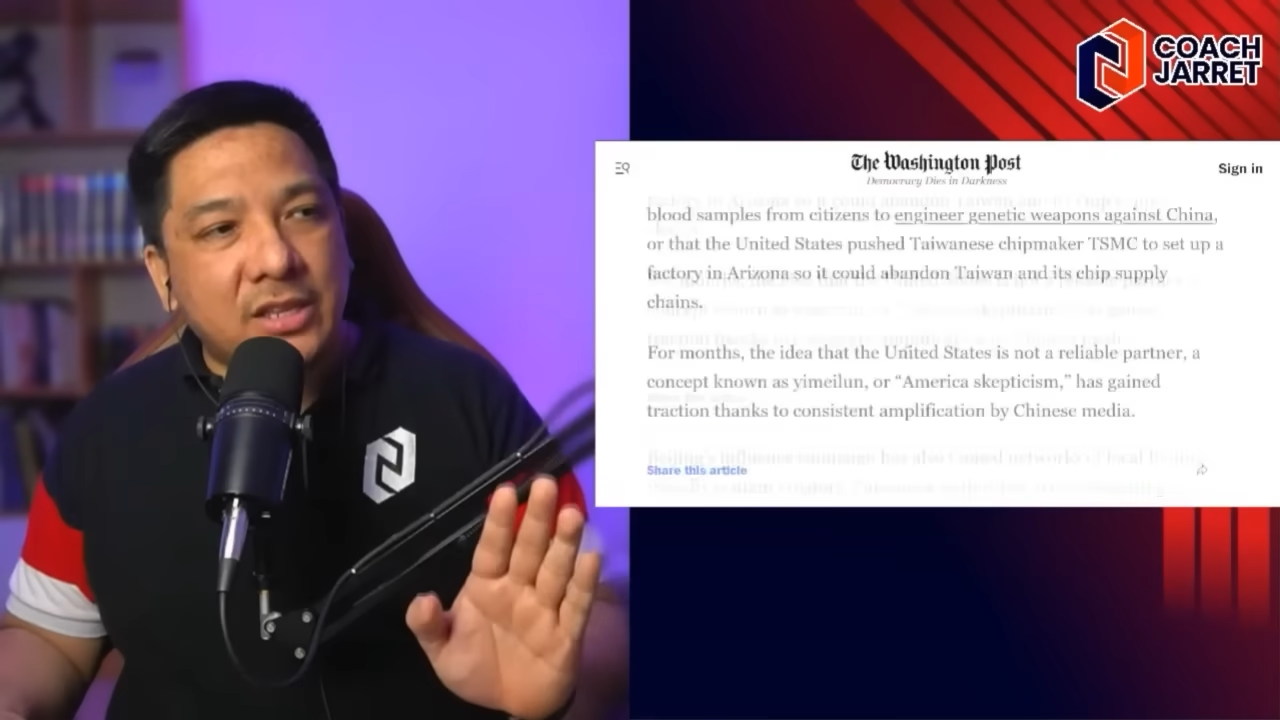 COACH
JARRET
The Washington Post
Democracy Dies in Darkness
Sign in
blood samples from citizens to engineer genetic weapons against China,
or that the United States pushed Taiwanese chipmaker TSMC to set up a
factory in Arizona so it could abandon Taiwan and its chip supply
chains.
For months, the idea that the United States is not a reliable partner, a
concept known as yimeilun, or “America skepticism,” has gained
traction thanks to consistent amplification by Chinese media.
Share this article